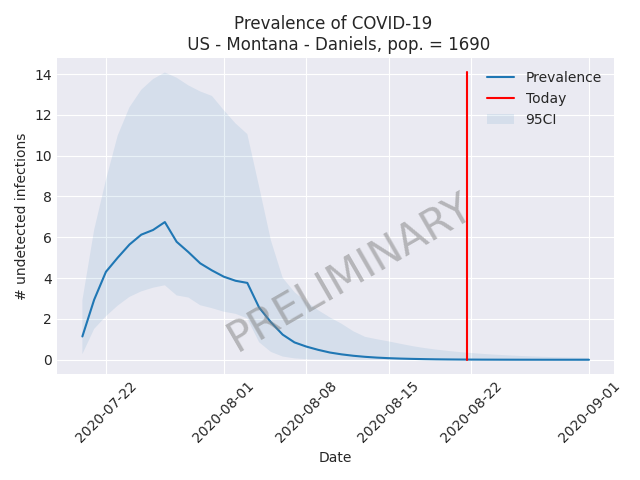 Prevalence of COVID-19
US - Montana - Daniels, pop. = 1690
14
12
10
8
6
4
2
0
# undetected infections
Prevalence
Today
95CI
PRELIMINARY
2020-07-22
2020-08-01
2020-08-08
2020-08-15
2020-08-22
2020-09-01
Date